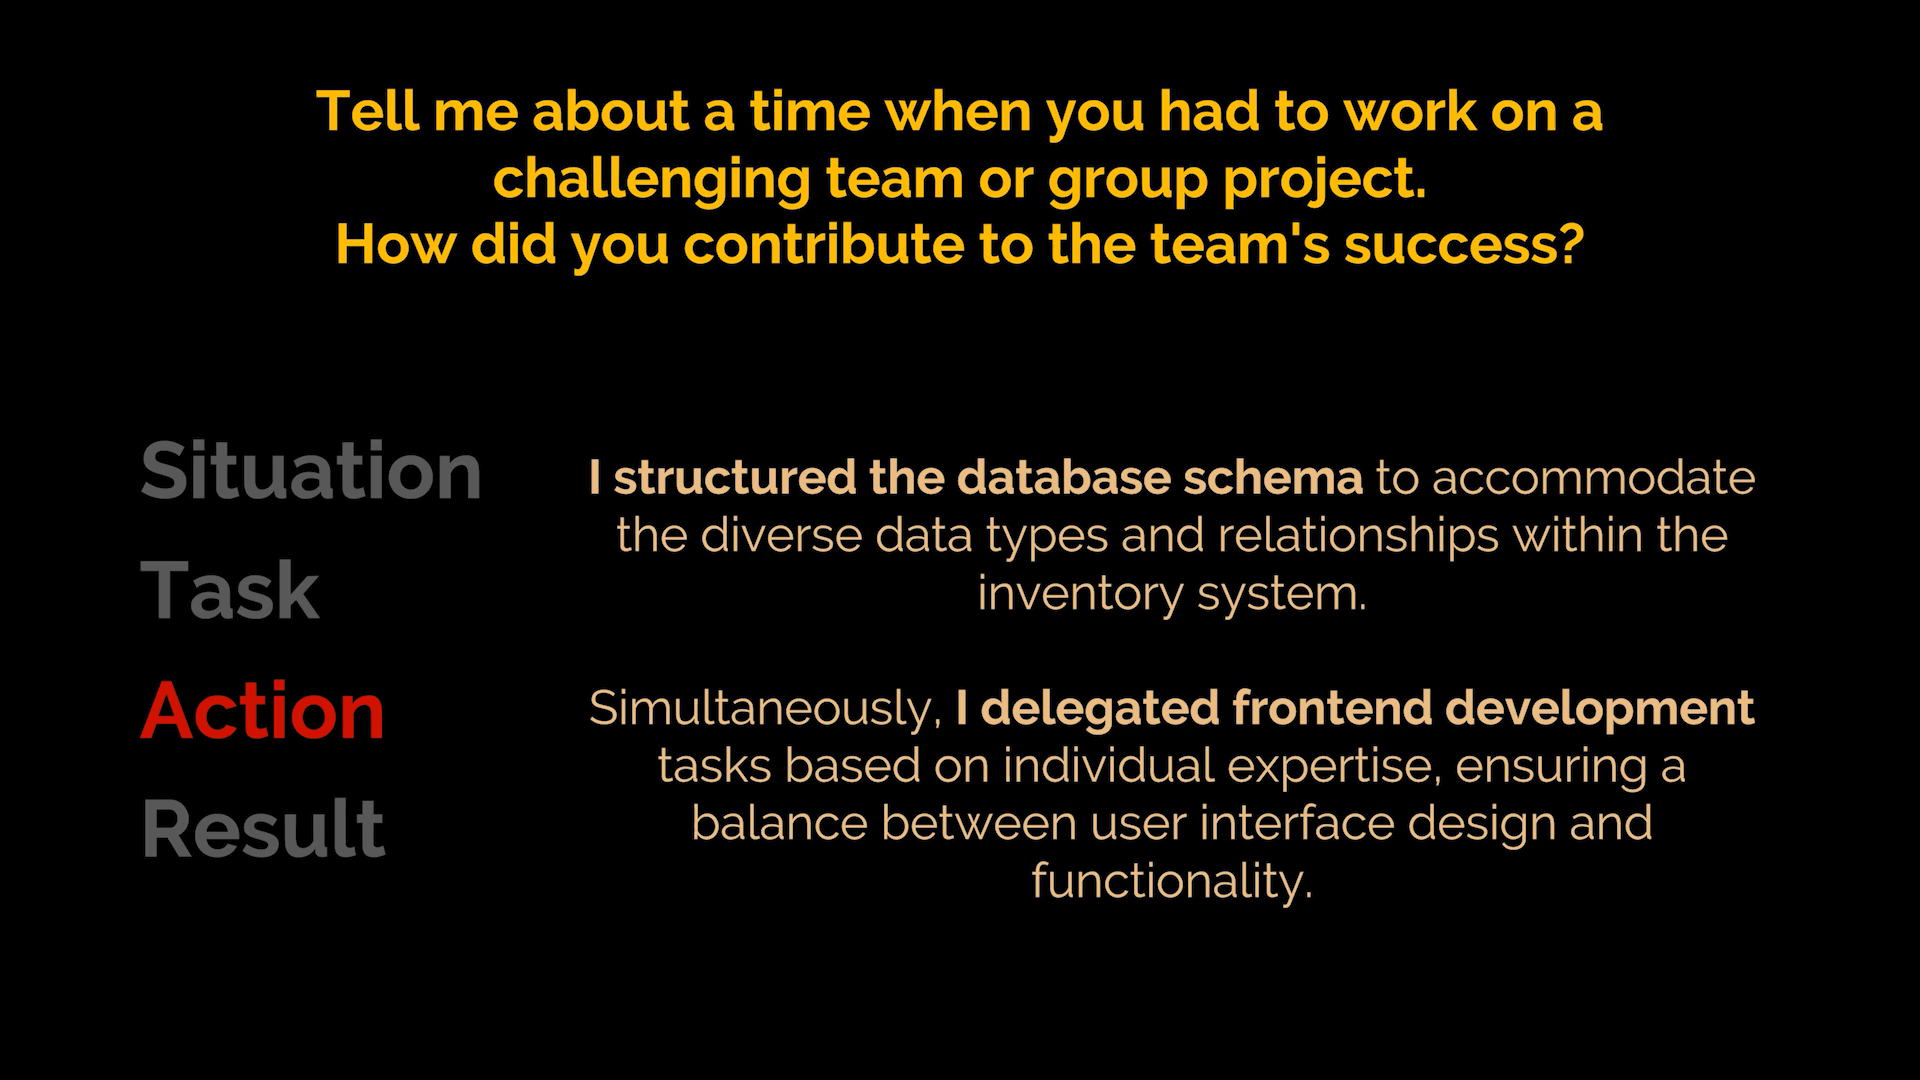 Tell me about a time when you had to work on a
challenging team or group project.
How did you contribute to the team's success?
Situation
Task
Action
Result
I structured the database schema to accommodate
the diverse data types and relationships within the
inventory system.
Simultaneously, I delegated frontend development
tasks based on individual expertise, ensuring a
balance between user interface design and
functionality.